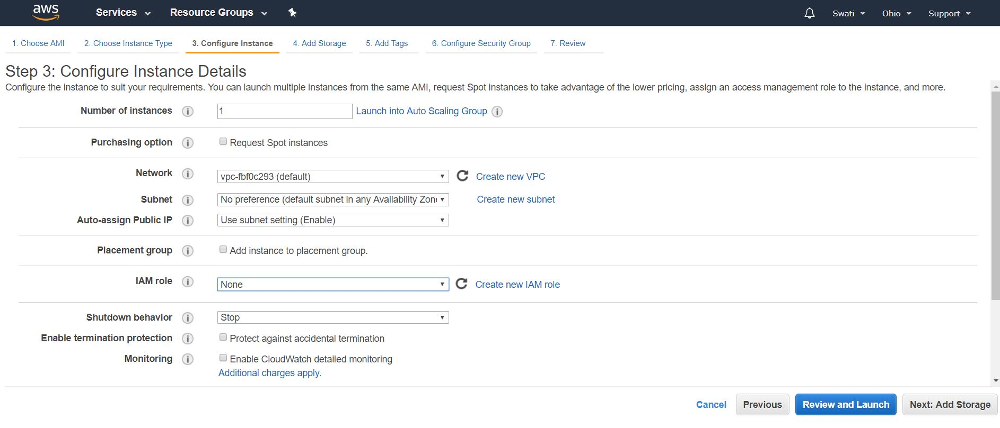 aws Services Resource Groups Swati Ohio Support
1. Choose AMI 2. Choose Instance Type 3. Configure Instance 4. Add Storage 5. Add Tags 6. Configure Security Group 7. Review
Step 3: Configure Instance Details
Configure the instance to suit your requirements. You can launch multiple instances from the same AMI, request Spot instances to take advantage of the lower pricing, assign an access management role to the instance, and more.
Number of instances i 1 Launch into Auto Scaling Group i
Purchasing option i Request Spot instances
Network i vpc-fbf0c293 (default) Create new VPC
Subnet i No preference (default subnet in any Availability Zon Create new subnet
Auto-assign Public IP i Use subnet setting (Enable)
Placement group i Add instance to placement group.
IAM role i None Create new IAM role
Shutdown behavior i Stop
Enable termination protection i Protect against accidental termination
Monitoring i Enable CloudWatch detailed monitoring
Additional charges apply.
Cancel Previous Review and Launch Next: Add Storage